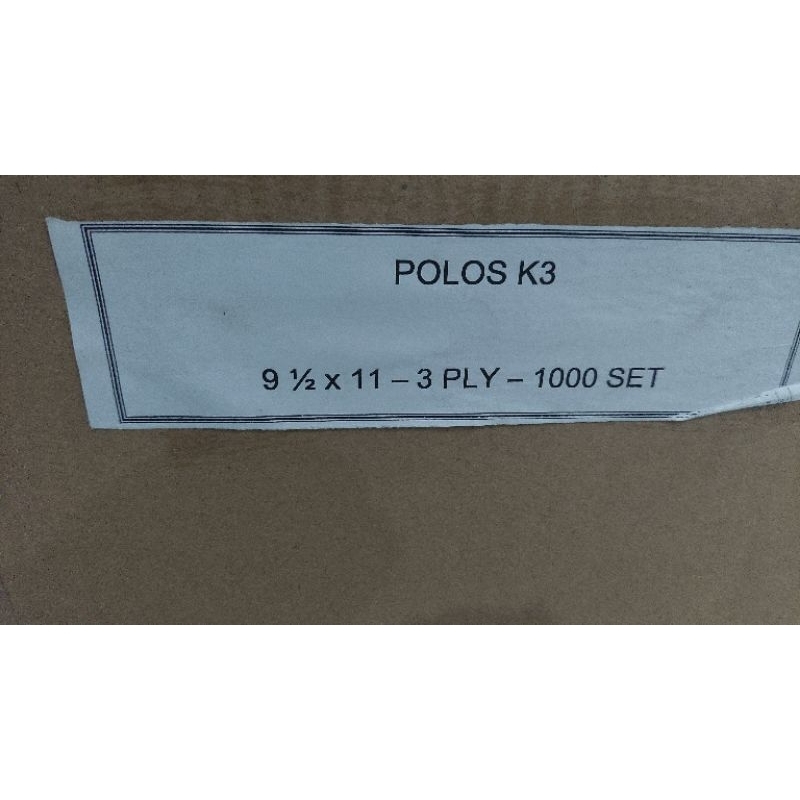 POLOS K3
9 ½ x 11 – 3 PLY – 1000 SET